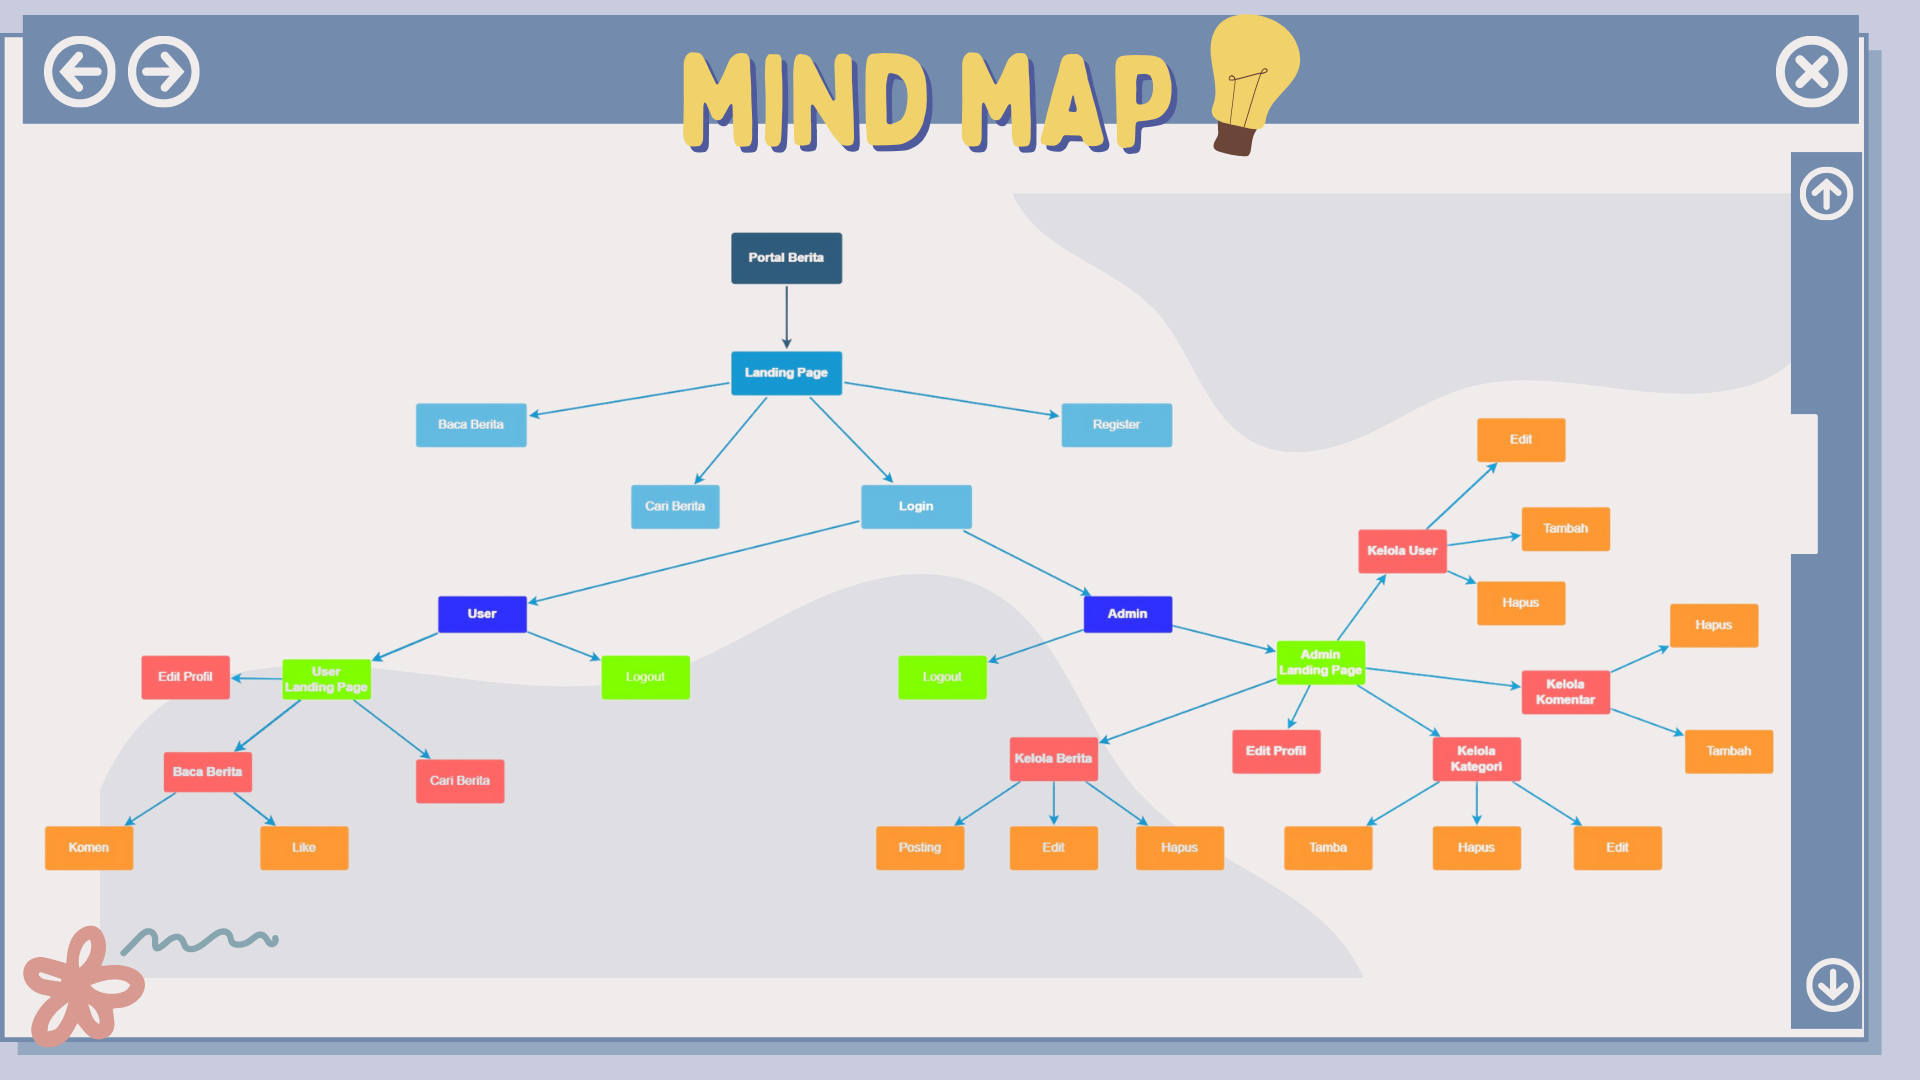 MIND MAP
Portal Berita
Landing Page
Baca Berita
Register
Cari Berita
Login
Edit
Tambah
Kelola User
Hapus
User
Admin
Edit Profil
User
Landing Page
Logout
Logout
Admin
Landing Page
Hapus
Kelola
Komentar
Tambah
Baca Berita
Cari Berita
Kelola Berita
Edit Profil
Kelola
Kategori
Komen
Like
Posting
Edit
Hapus
Tamba
Hapus
Edit